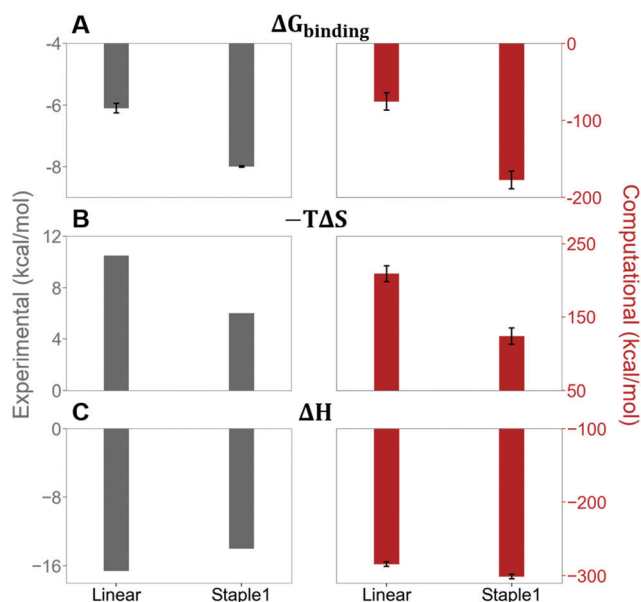 A
ΔG_binding
-4
-6
-8
0
-100
-200
B
−TΔS
12
8
4
0
250
150
50
C
ΔH
0
-8
-16
-100
-200
-300
Linear
Staple1
Linear
Staple1
Experimental (kcal/mol)
Computational (kcal/mol)